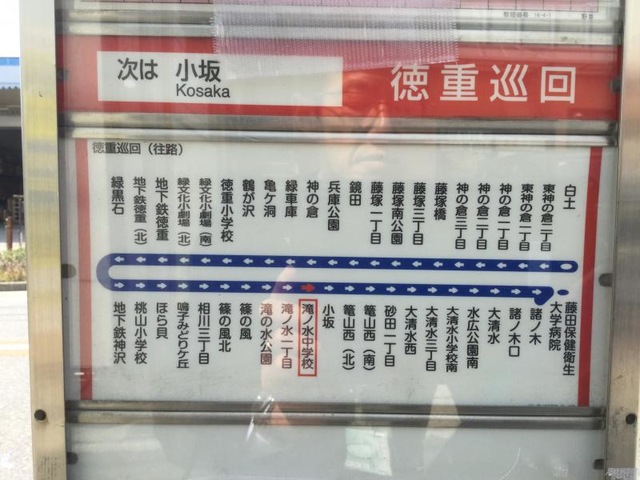 次は 小坂
Kosaka
徳重巡回
徳重巡回（往路）
白土
東神の倉三丁目
東神の倉二丁目
神の倉一丁目
神の倉二丁目
神の倉三丁目
藤塚橋
藤塚三丁目
藤塚南公園
藤塚一丁目
鏡田
兵庫公園
神の倉
緑車庫
亀ケ洞
鶴が沢
徳重小学校
緑文化小劇場（南）
緑文化小劇場（北）
地下鉄徳重
地下鉄徳重（北）
緑黒石
地下鉄神沢
桃山小学校
ほら貝
鳴子みどりケ丘
相川三丁目
篠の風北
篠の風
滝の水公園
滝ノ水一丁目
滝ノ水中学校
小坂
篭山西（北）
篭山西（南）
砂田一丁目
大清水西
大清水三丁目
大清水小学校南
水広公園南
大清水
諸ノ木口
諸ノ木
藤田保健衛生
大学病院